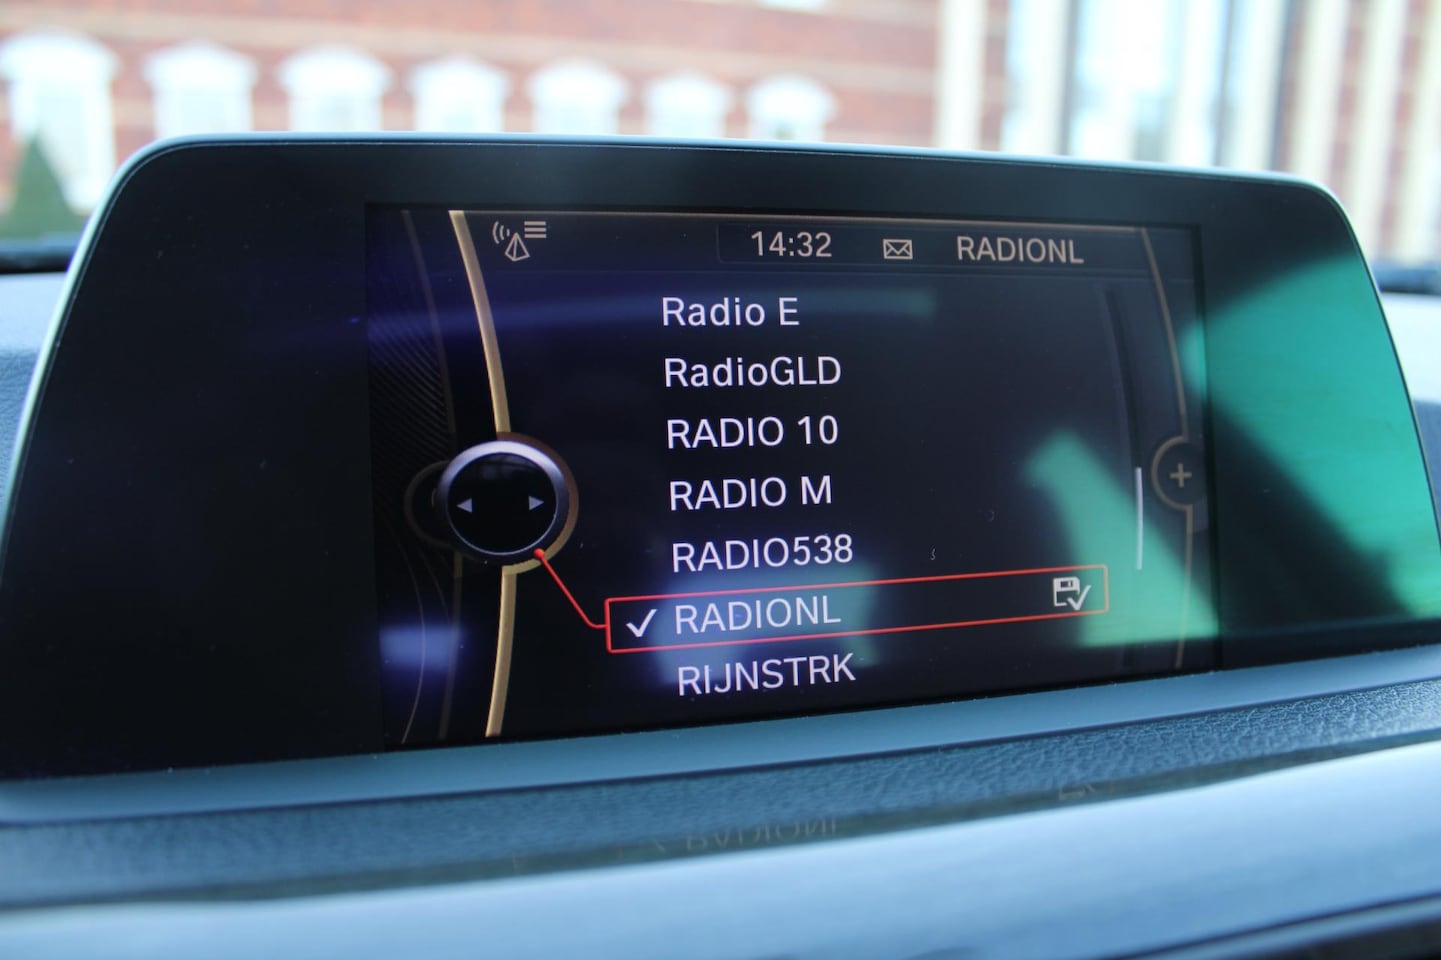 14:32 RADIONL
Radio E
RadioGLD
RADIO 10
RADIO M
RADIO538
RADIONL
RIJNSTRK